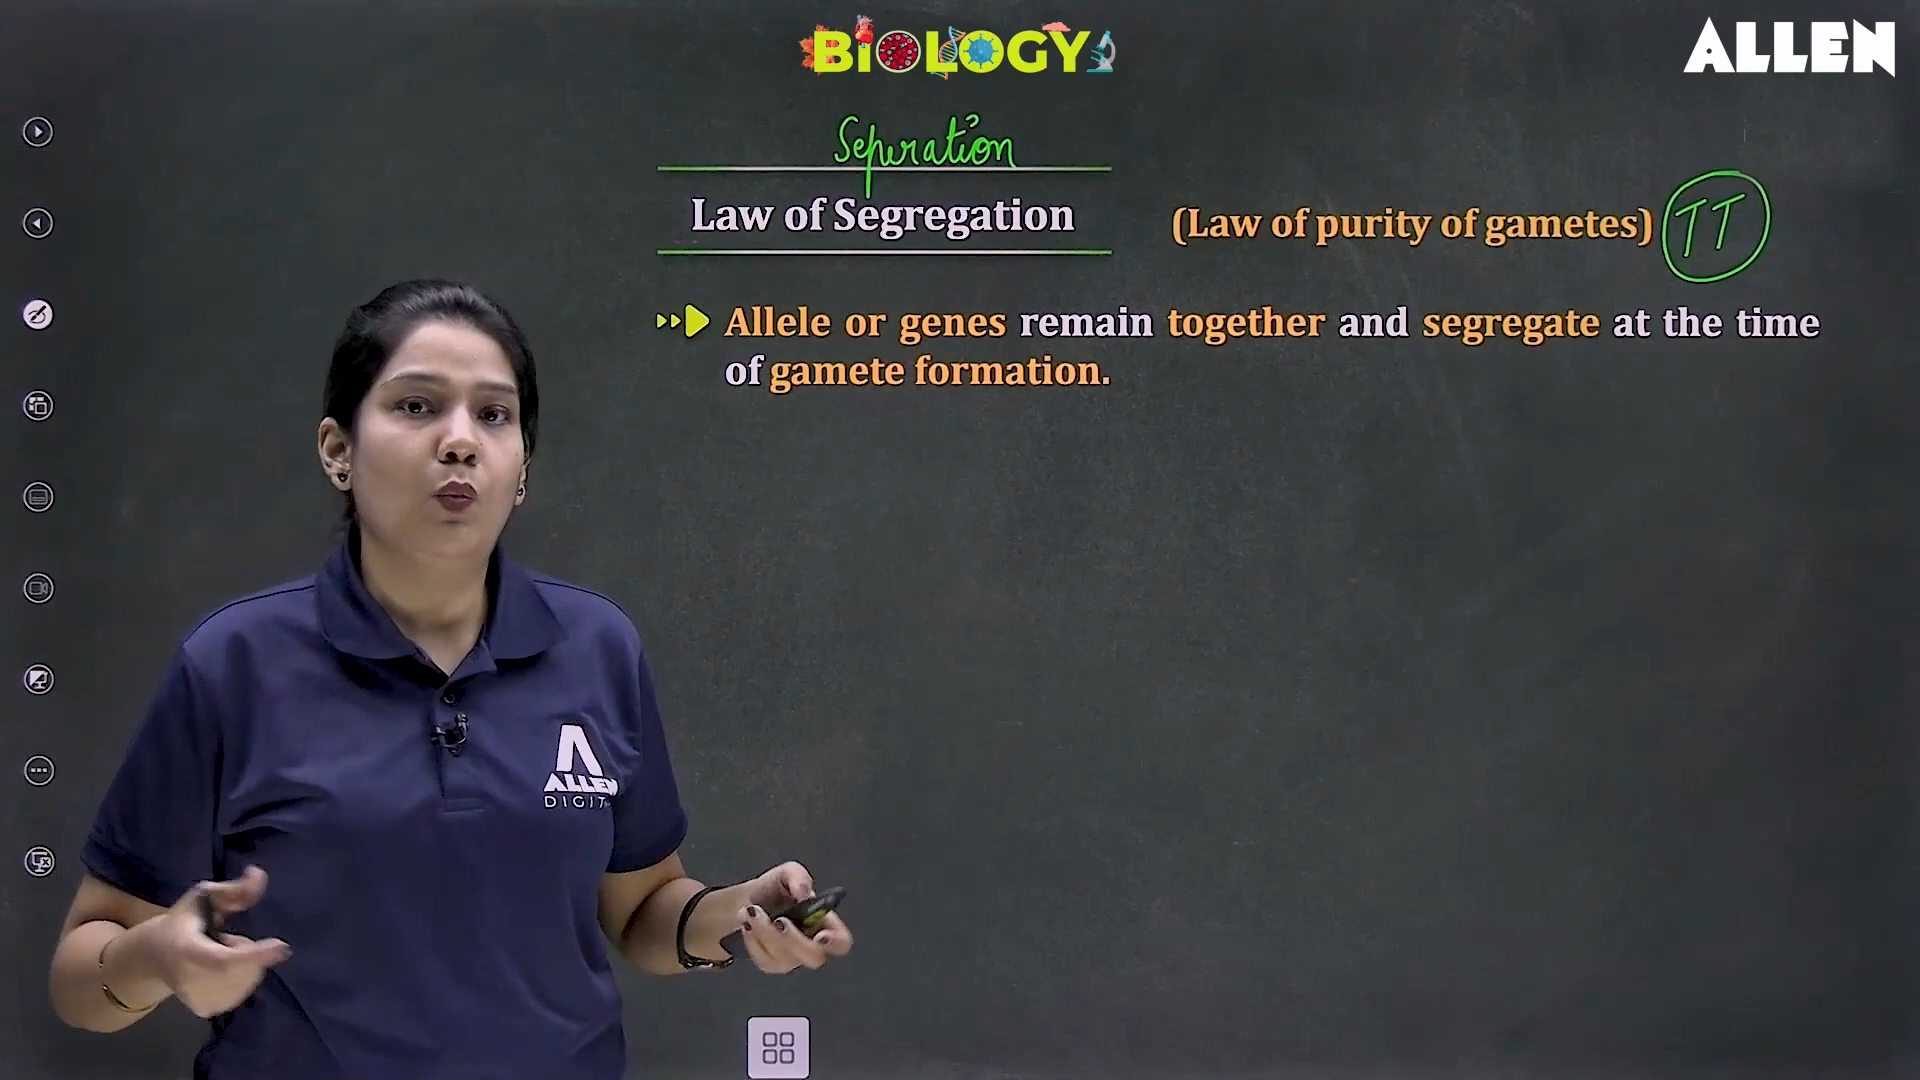 BIOLOGY
ALLEN
Seperation
Law of Segregation
(Law of purity of gametes) TT
Allele or genes remain together and segregate at the time
of gamete formation.
ALLEN
DIGIT